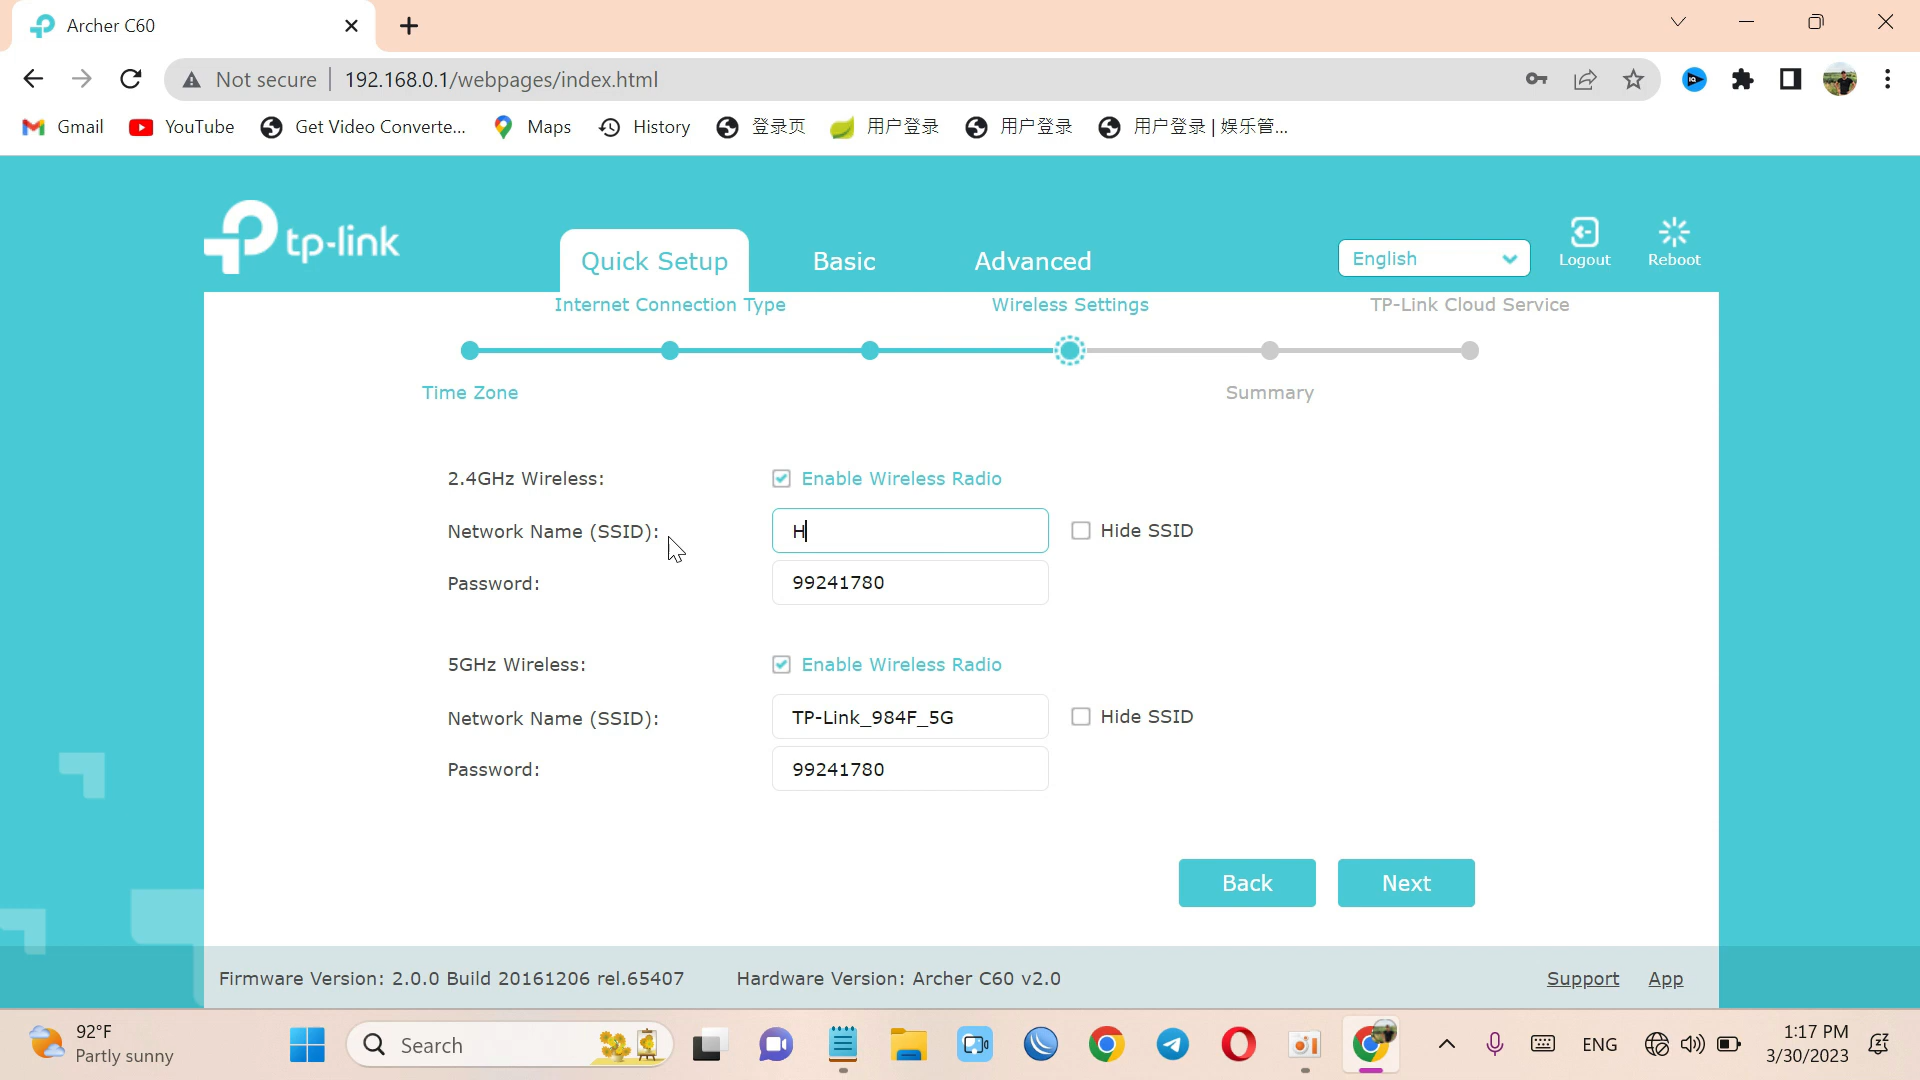 Archer C60
Not secure
192.168.0.1/webpages/index.html
Gmail
YouTube
Get Video Converte...
Maps
History
登录页
用户登录
用户登录
用户登录 | 娱乐管...
tp-link
Quick Setup
Basic
Advanced
English
Logout
Reboot
Internet Connection Type
Wireless Settings
TP-Link Cloud Service
Time Zone
Summary
2.4GHz Wireless:
Enable Wireless Radio
Network Name (SSID):
H
Hide SSID
Password:
99241780
5GHz Wireless:
Enable Wireless Radio
Network Name (SSID):
TP-Link_984F_5G
Hide SSID
Password:
99241780
Back
Next
Firmware Version: 2.0.0 Build 20161206 rel.65407
Hardware Version: Archer C60 v2.0
Support
App
92°F
Partly sunny
Search
ENG
1:17 PM
3/30/2023